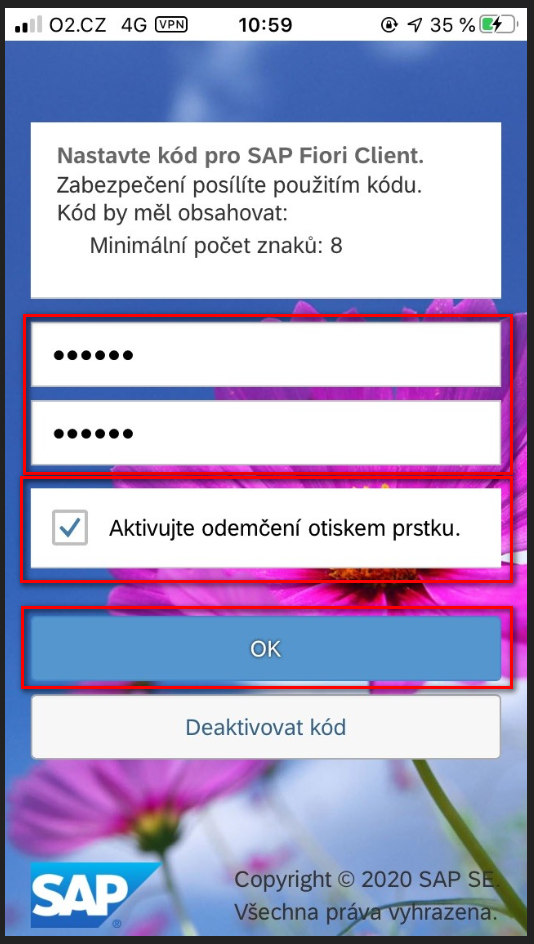 O2.CZ 4G VPN 10:59 35 %
Nastavte kód pro SAP Fiori Client.
Zabezpečení posílíte použitím kódu.
Kód by měl obsahovat:
Minimální počet znaků: 8
••••••
••••••
Aktivujte odemčení otiskem prstku.
OK
Deaktivovat kód
SAP®
Copyright © 2020 SAP SE.
Všechna práva vyhrazena.